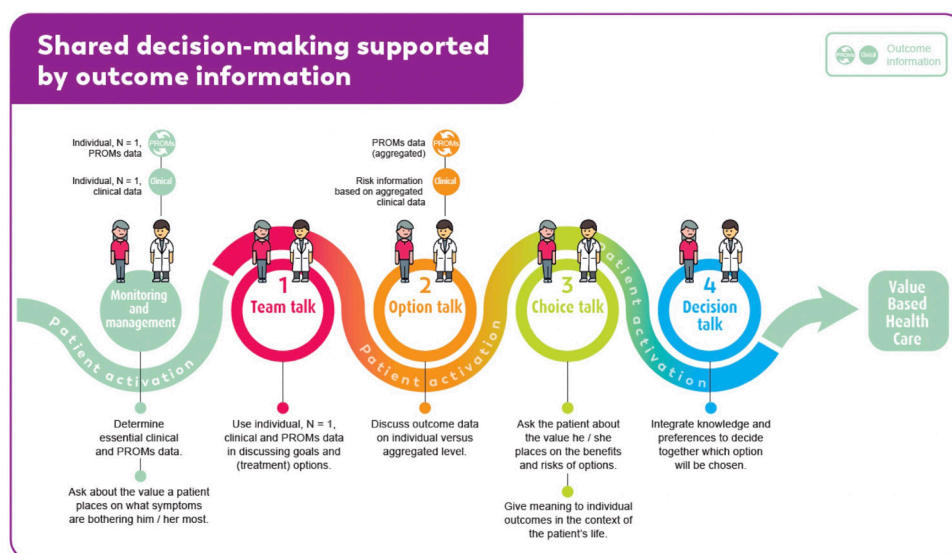 Shared decision-making supported
by outcome information
PROMs
Clinical
Outcome
information
Individual, N = 1,
PROMs data
PROMs
Individual, N = 1,
clinical data
Clinical
PROMs data
(aggregated)
PROMs
Risk information
based on aggregated
clinical data
Clinical
Monitoring
and
management
1
Team talk
2
Option talk
3
Choice talk
4
Decision
talk
Value
Based
Health
Care
Patient activation
Patient activation
Patient activation
Determine
essential clinical
and PROMs data.
Ask about the value a patient
places on what symptoms
are bothering him / her most.
Use individual, N = 1,
clinical and PROMs data
in discussing goals and
(treatment) options.
Discuss outcome data
on individual versus
aggregated level.
Ask the patient about
the value he / she
places on the benefits
and risks of options.
Give meaning to individual
outcomes in the context of
the patient's life.
Integrate knowledge and
preferences to decide
together which option
will be chosen.